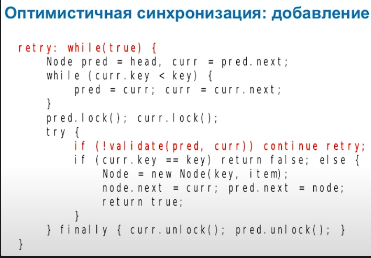 Оптимистичная синхронизация: добавление
retry: while(true) {
Node pred = head, curr = pred.next;
while (curr.key < key) {
pred = curr; curr = curr.next;
}
pred.lock(); curr.lock();
try {
if (!validate(pred, curr)) continue retry;
if (curr.key == key) return false; else {
Node = new Node(key, item);
node.next = curr; pred.next = node;
return true;
}
} finally { curr.unlock(); pred.unlock(); }
}